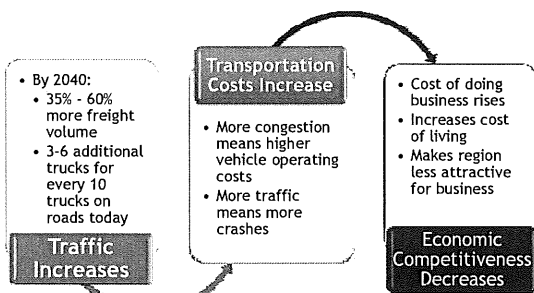 • By 2040:
• 35% - 60%
more freight
volume
• 3-6 additional
trucks for
every 10
trucks on
roads today
Traffic
Increases
Transportation
Costs Increase
• More congestion
means higher
vehicle operating
costs
• More traffic
means more
crashes
• Cost of doing
business rises
• Increases cost
of living
• Makes region
less attractive
for business
Economic
Competitiveness
Decreases